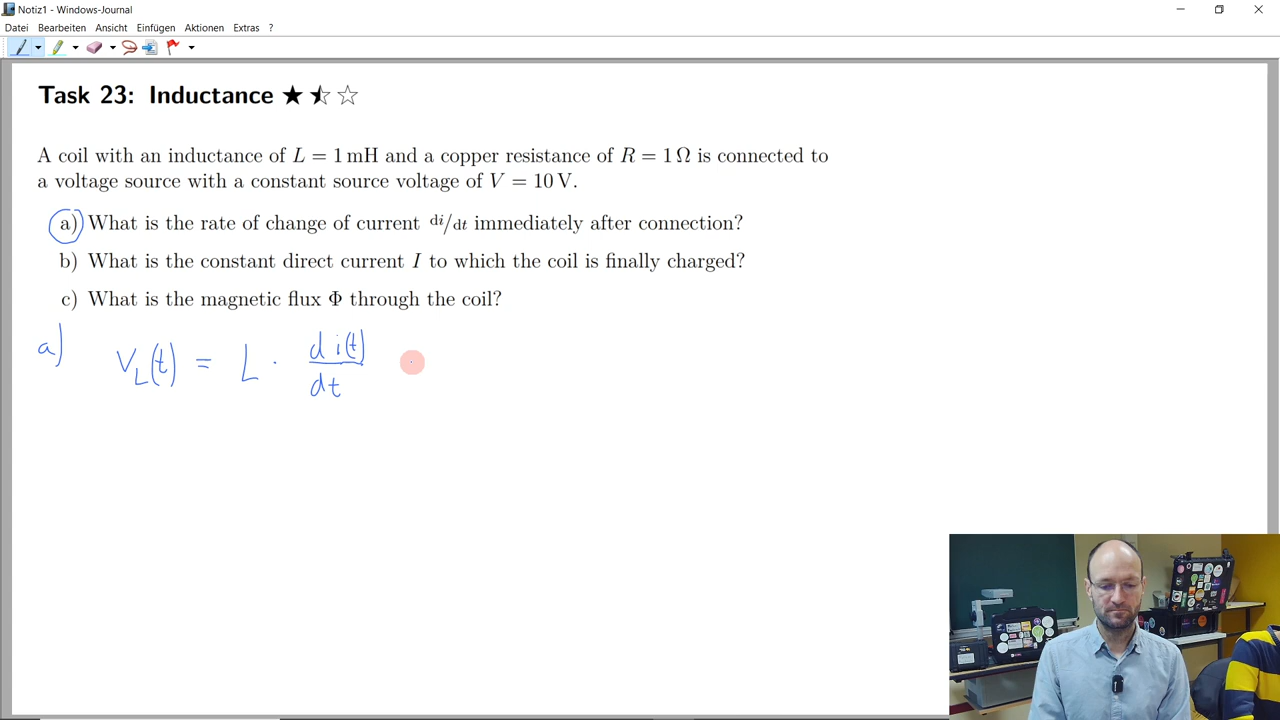 Notiz1 - Windows-Journal
Datei Bearbeiten Ansicht Einfügen Aktionen Extras ?
Task 23: Inductance ★ ⯪ ☆
A coil with an inductance of L = 1 mH and a copper resistance of R = 1 Ω is connected to
a voltage source with a constant source voltage of V = 10 V.
a) What is the rate of change of current di/dt immediately after connection?
b) What is the constant direct current I to which the coil is finally charged?
c) What is the magnetic flux Φ through the coil?
a) V_L(t) = L · d i(t) / dt